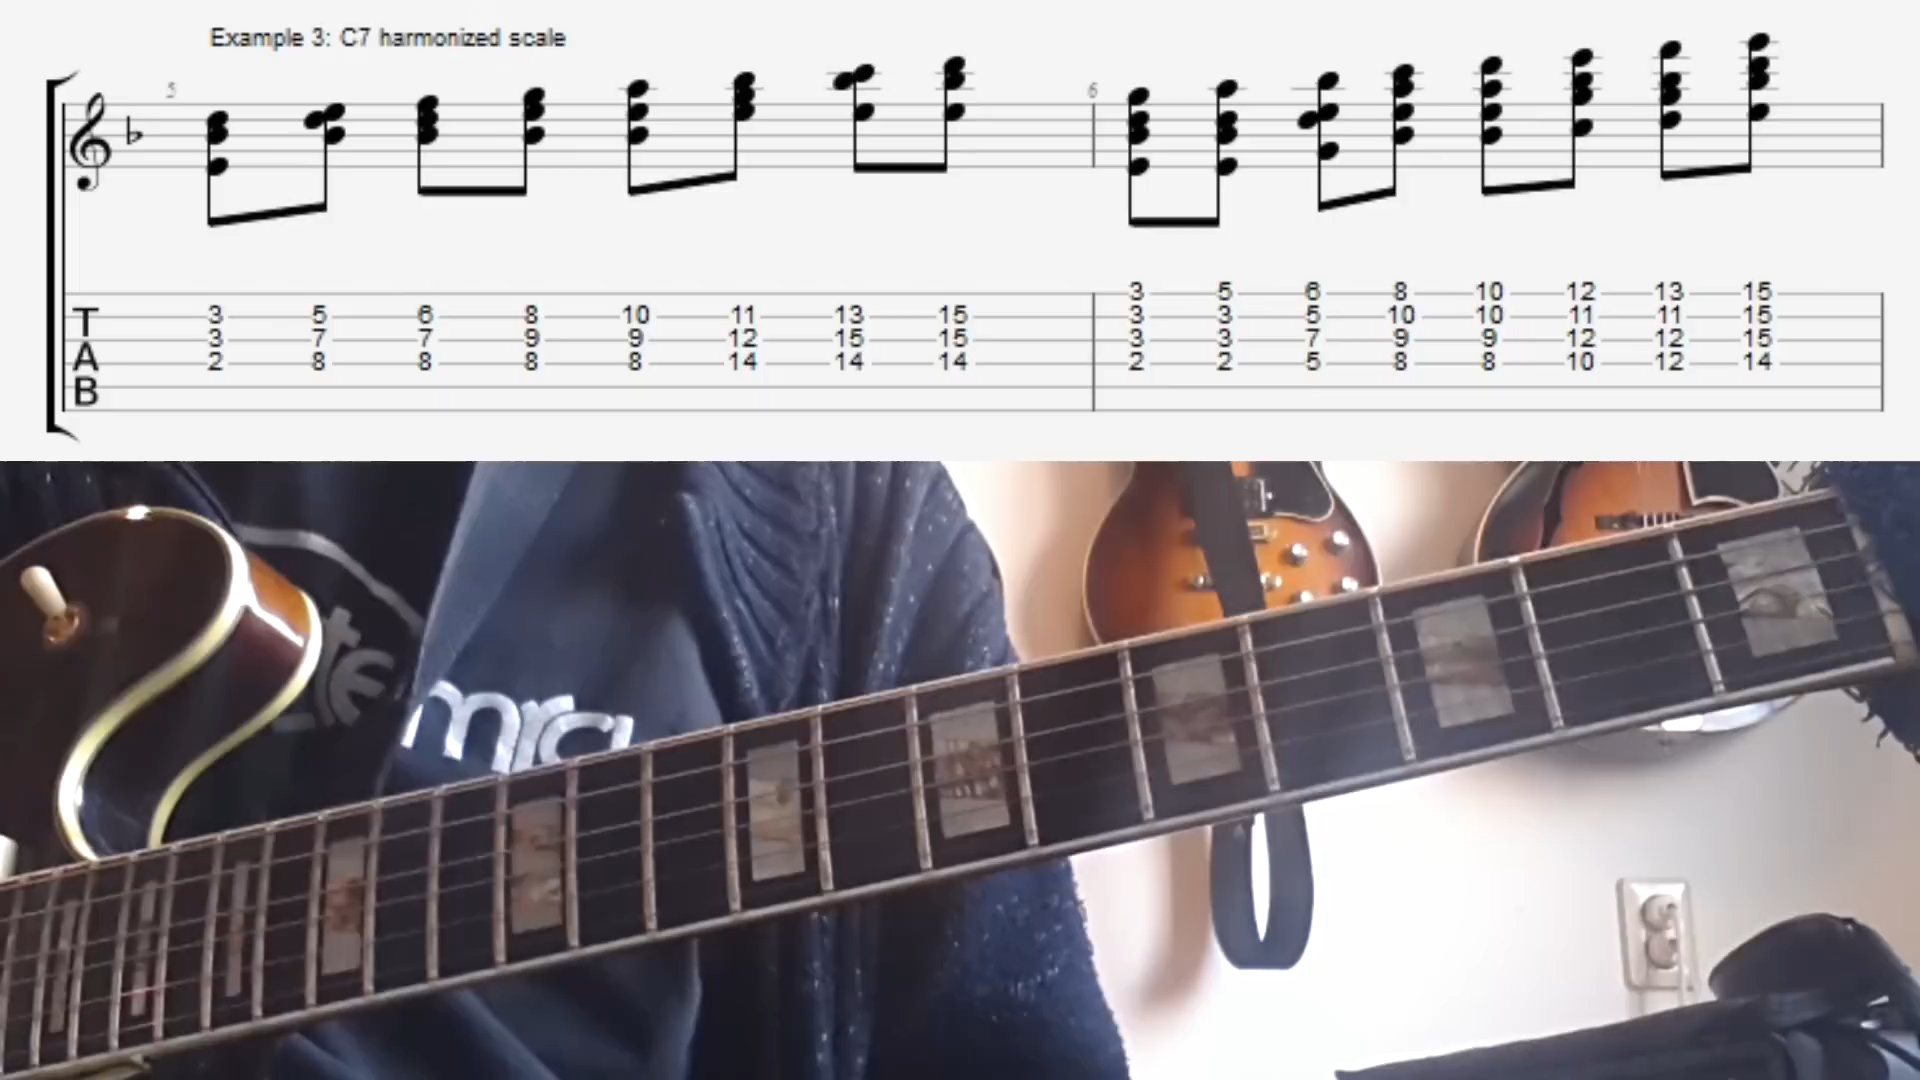 Example 3: C7 harmonized scale
5 6
3 5 6 8 10 12 13 15
T 3 5 6 8 10 11 13 15 3 3 5 10 10 11 11 15
A 3 7 7 9 9 12 15 15 3 3 7 9 9 12 12 15
2 8 8 8 8 14 14 14 2 2 5 8 8 10 12 14
B
te
mrc